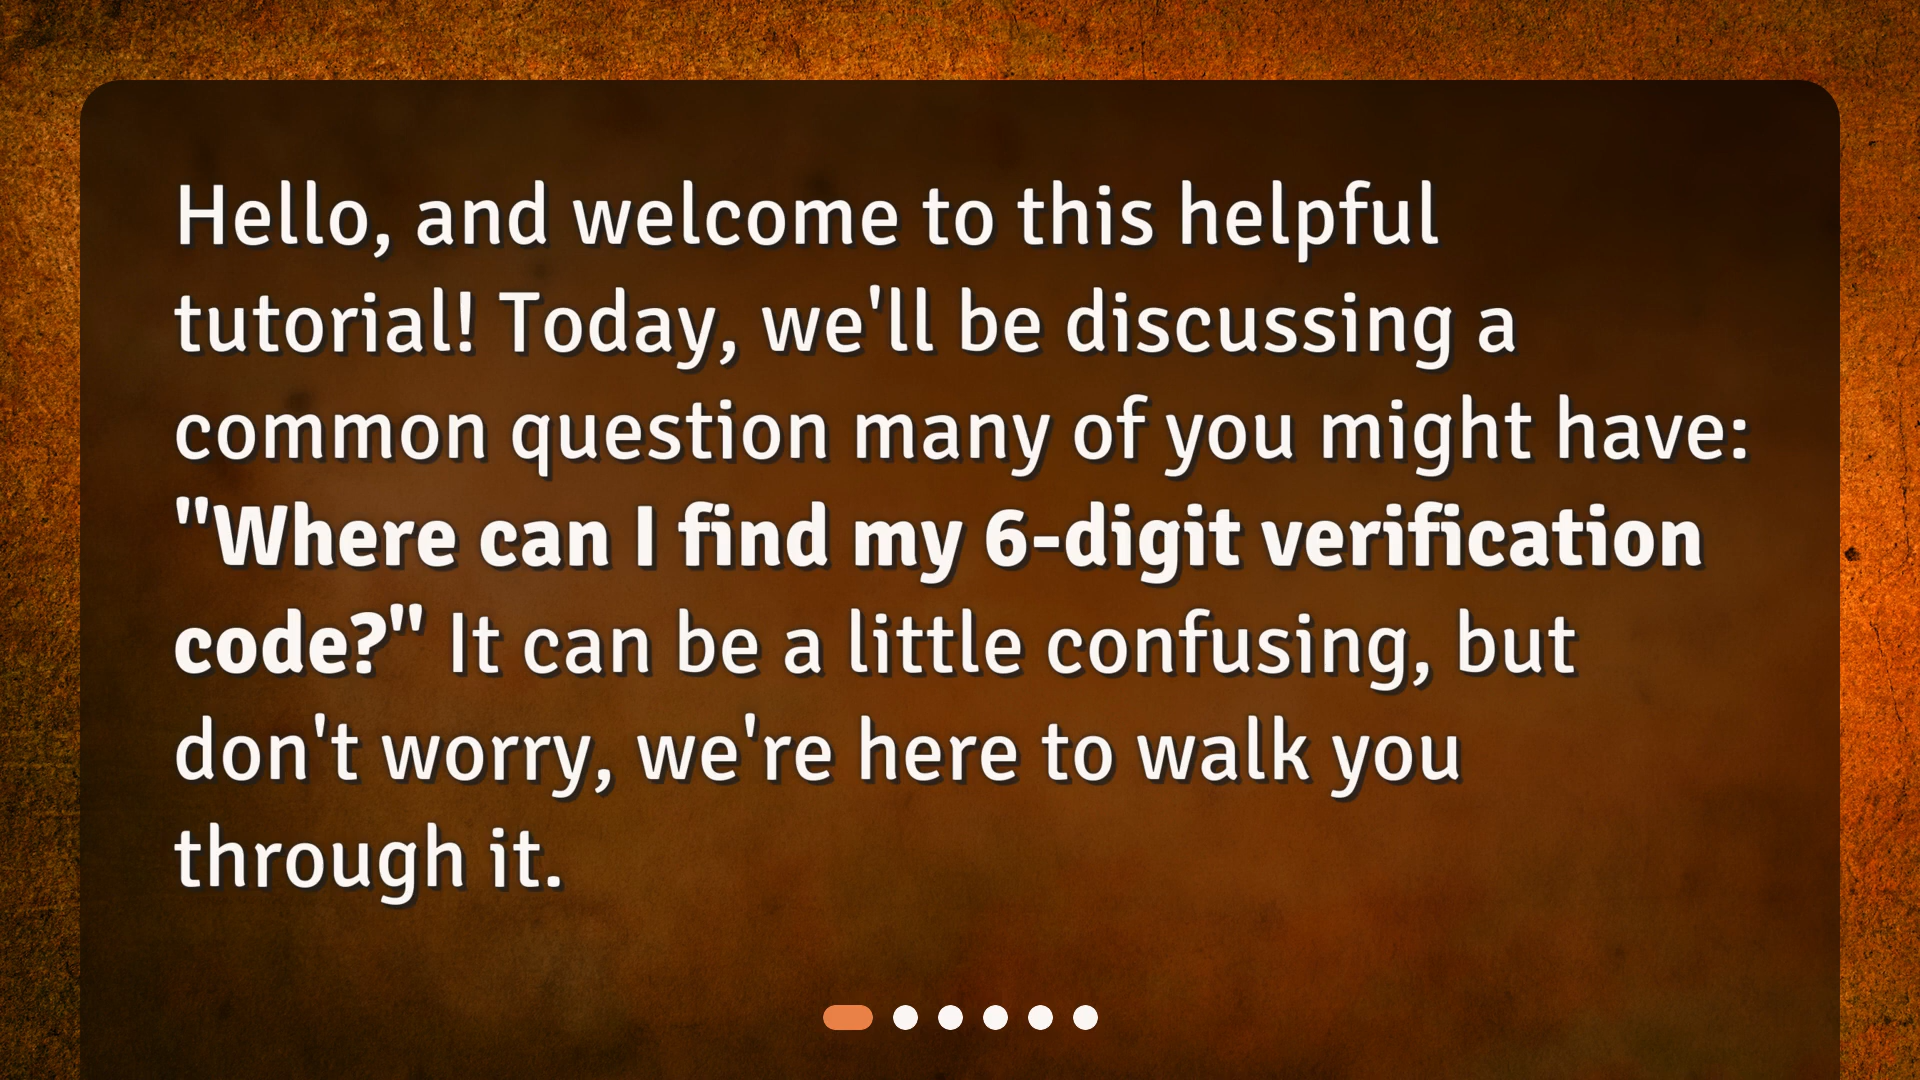 Hello, and welcome to this helpful
tutorial! Today, we'll be discussing a
common question many of you might have:
"Where can I find my 6-digit verification
code?" It can be a little confusing, but
don't worry, we're here to walk you
through it.